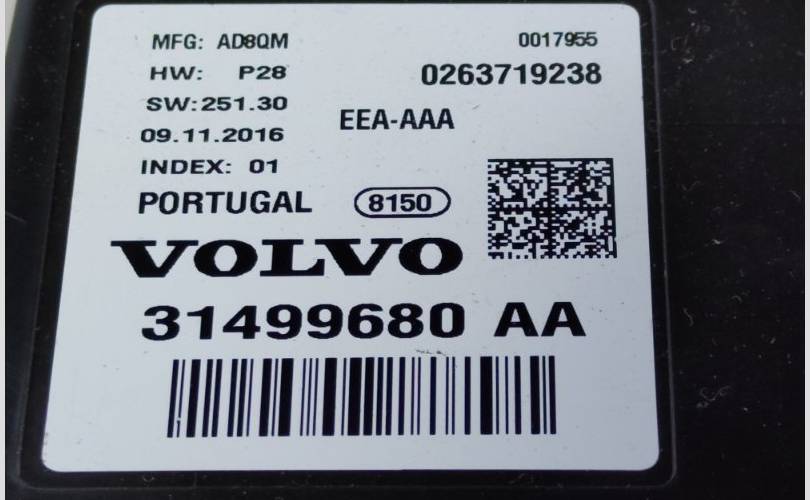 MFG: AD8QM 0017955
HW: P28 0263719238
SW:251.30
EEA-AAA
09.11.2016
INDEX: 01
PORTUGAL 8150
VOLVO
31499680 AA